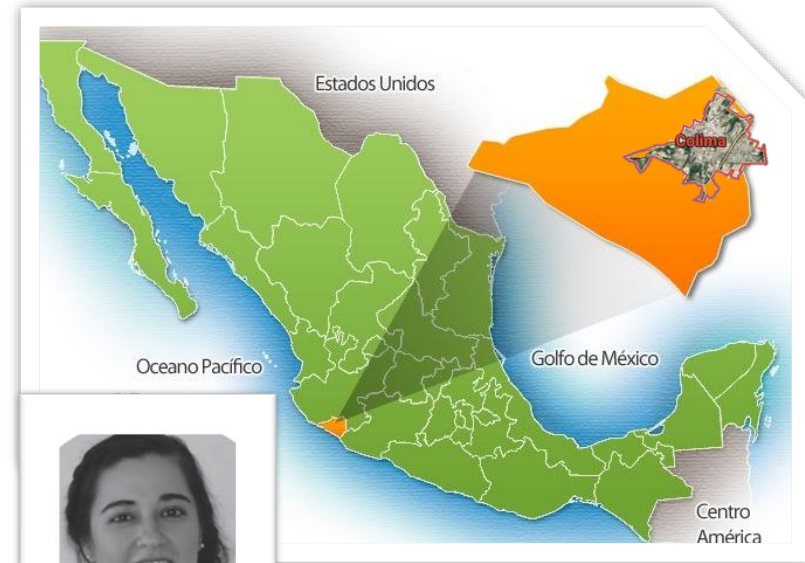 Estados Unidos
Colima
Oceano Pacífico
Golfo de México
Centro
América